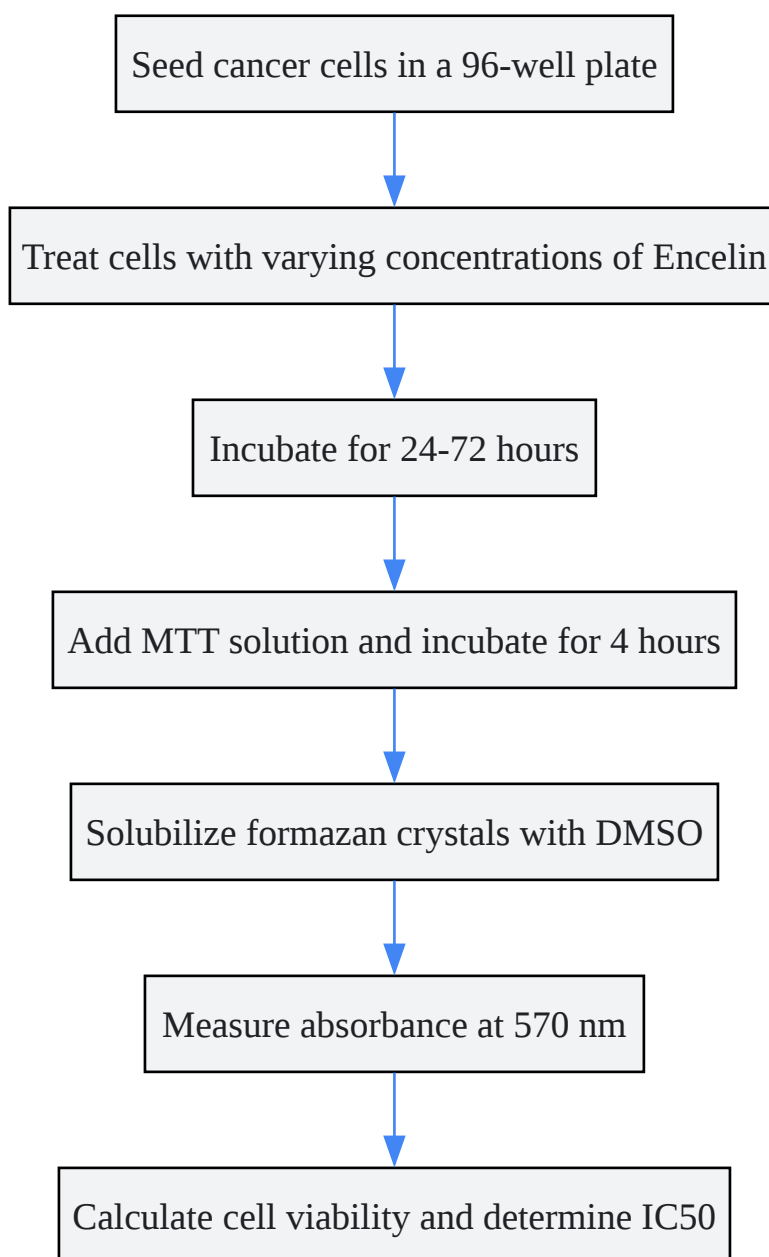 Seed cancer cells in a 96-well plate
Treat cells with varying concentrations of Encelin
Incubate for 24-72 hours
Add MTT solution and incubate for 4 hours
Solubilize formazan crystals with DMSO
Measure absorbance at 570 nm
Calculate cell viability and determine IC50